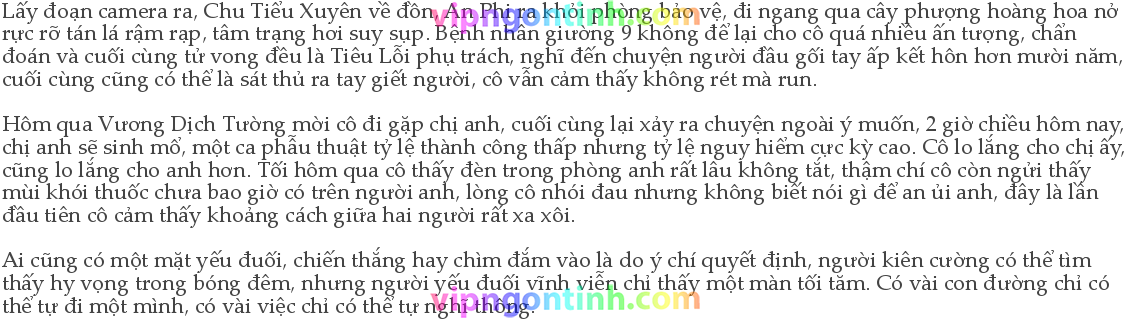 Lấy đoạn camera ra, Chu Tiểu Xuyên về đồn, An Phi ra khỏi phòng bảo vệ, đi ngang qua cây phượng hoàng hoa nở
rực rỡ tán lá rậm rạp, tâm trạng hơi suy sụp. Bệnh nhân giường 9 không để lại cho cô quá nhiều ấn tượng, chẩn
đoán và cuối cùng tử vong đều là Tiêu Lỗi phụ trách, nghĩ đến chuyện người đầu gối tay ấp kết hôn hơn mười năm,
cuối cùng cũng có thể là sát thủ ra tay giết người, cô vẫn cảm thấy không rét mà run.
Hôm qua Vương Dịch Tường mời cô đi gặp chị anh, cuối cùng lại xảy ra chuyện ngoài ý muốn, 2 giờ chiều hôm nay,
chị anh sẽ sinh mổ, một ca phẫu thuật tỷ lệ thành công thấp nhưng tỷ lệ nguy hiểm cực kỳ cao. Cô lo lắng cho chị ấy,
cũng lo lắng cho anh hơn. Tối hôm qua cô thấy đèn trong phòng anh rất lâu không tắt, thậm chí cô còn ngửi thấy
mùi khói thuốc chưa bao giờ có trên người anh, lòng cô nhói đau nhưng không biết nói gì để an ủi anh, đây là lần
đầu tiên cô cảm thấy khoảng cách giữa hai người rất xa xôi.
Ai cũng có một mặt yếu đuối, chiến thắng hay chìm đắm vào là do ý chí quyết định, người kiên cường có thể tìm
thấy hy vọng trong bóng đêm, nhưng người yếu đuối vĩnh viễn chỉ thấy một màn tối tăm. Có vài con đường chỉ có
thể tự đi một mình, có vài việc chỉ có thể tự nghĩ thông.
vipngontinh.com
vipngontinh.com
vipngontinh.com